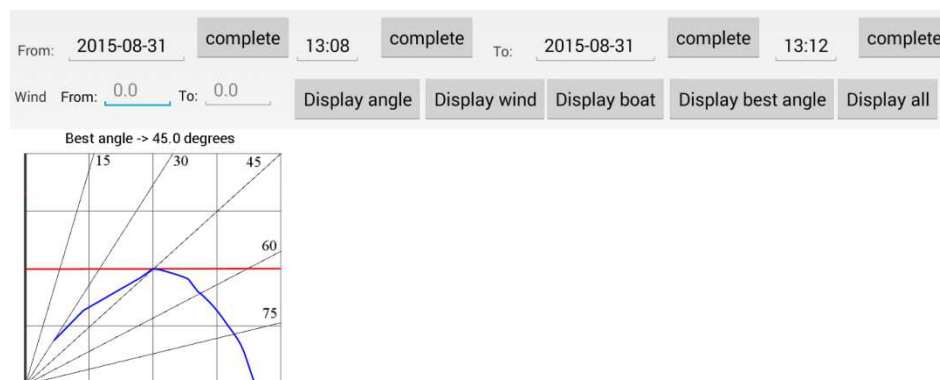 From: 2015-08-31 complete 13:08 complete To: 2015-08-31 complete 13:12 complete
Wind From: 0.0 To: 0.0 Display angle Display wind Display boat Display best angle Display all
Best angle -> 45.0 degrees
15 30 45
60
75